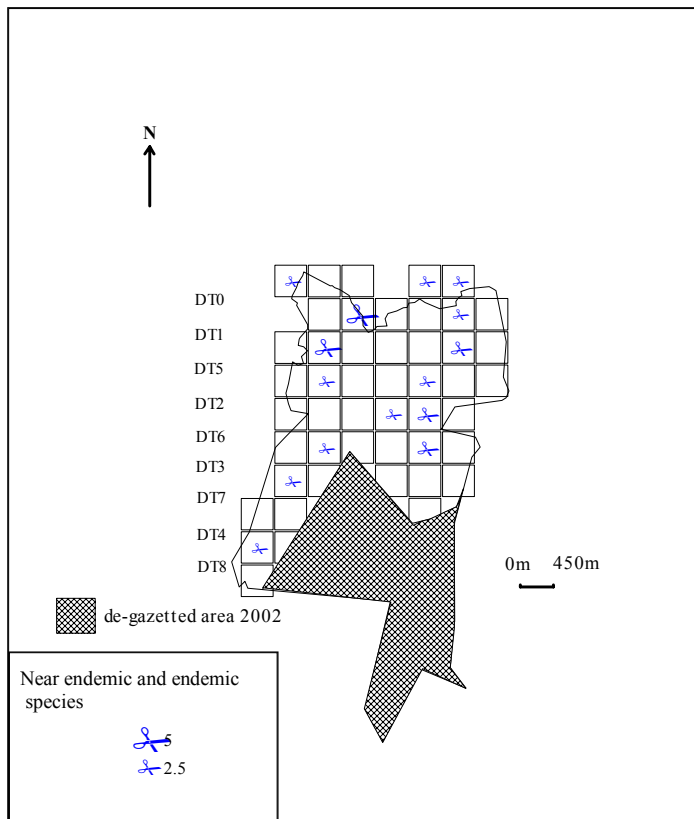 N
DT0
DT1
DT5
DT2
DT6
DT3
DT7
DT4
DT8
0m 450m
de-gazetted area 2002
Near endemic and endemic
species
5
2.5